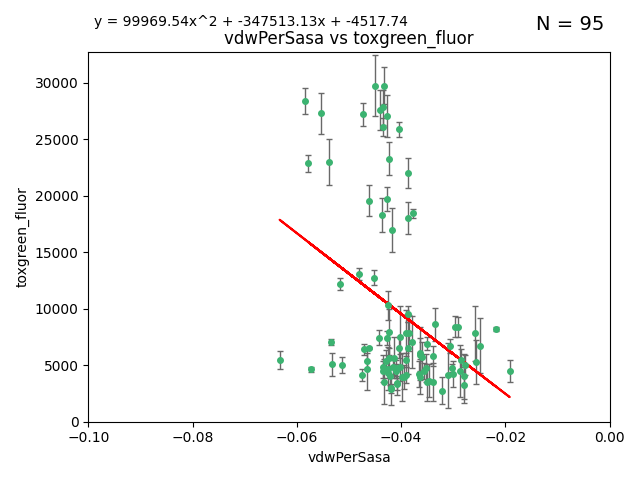 y = 99969.54x^2 + -347513.13x + -4517.74
N = 95
vdwPerSasa vs toxgreen_fluor
30000
25000
20000
15000
10000
5000
0
toxgreen_fluor
−0.10
−0.08
−0.06
−0.04
−0.02
0.00
vdwPerSasa